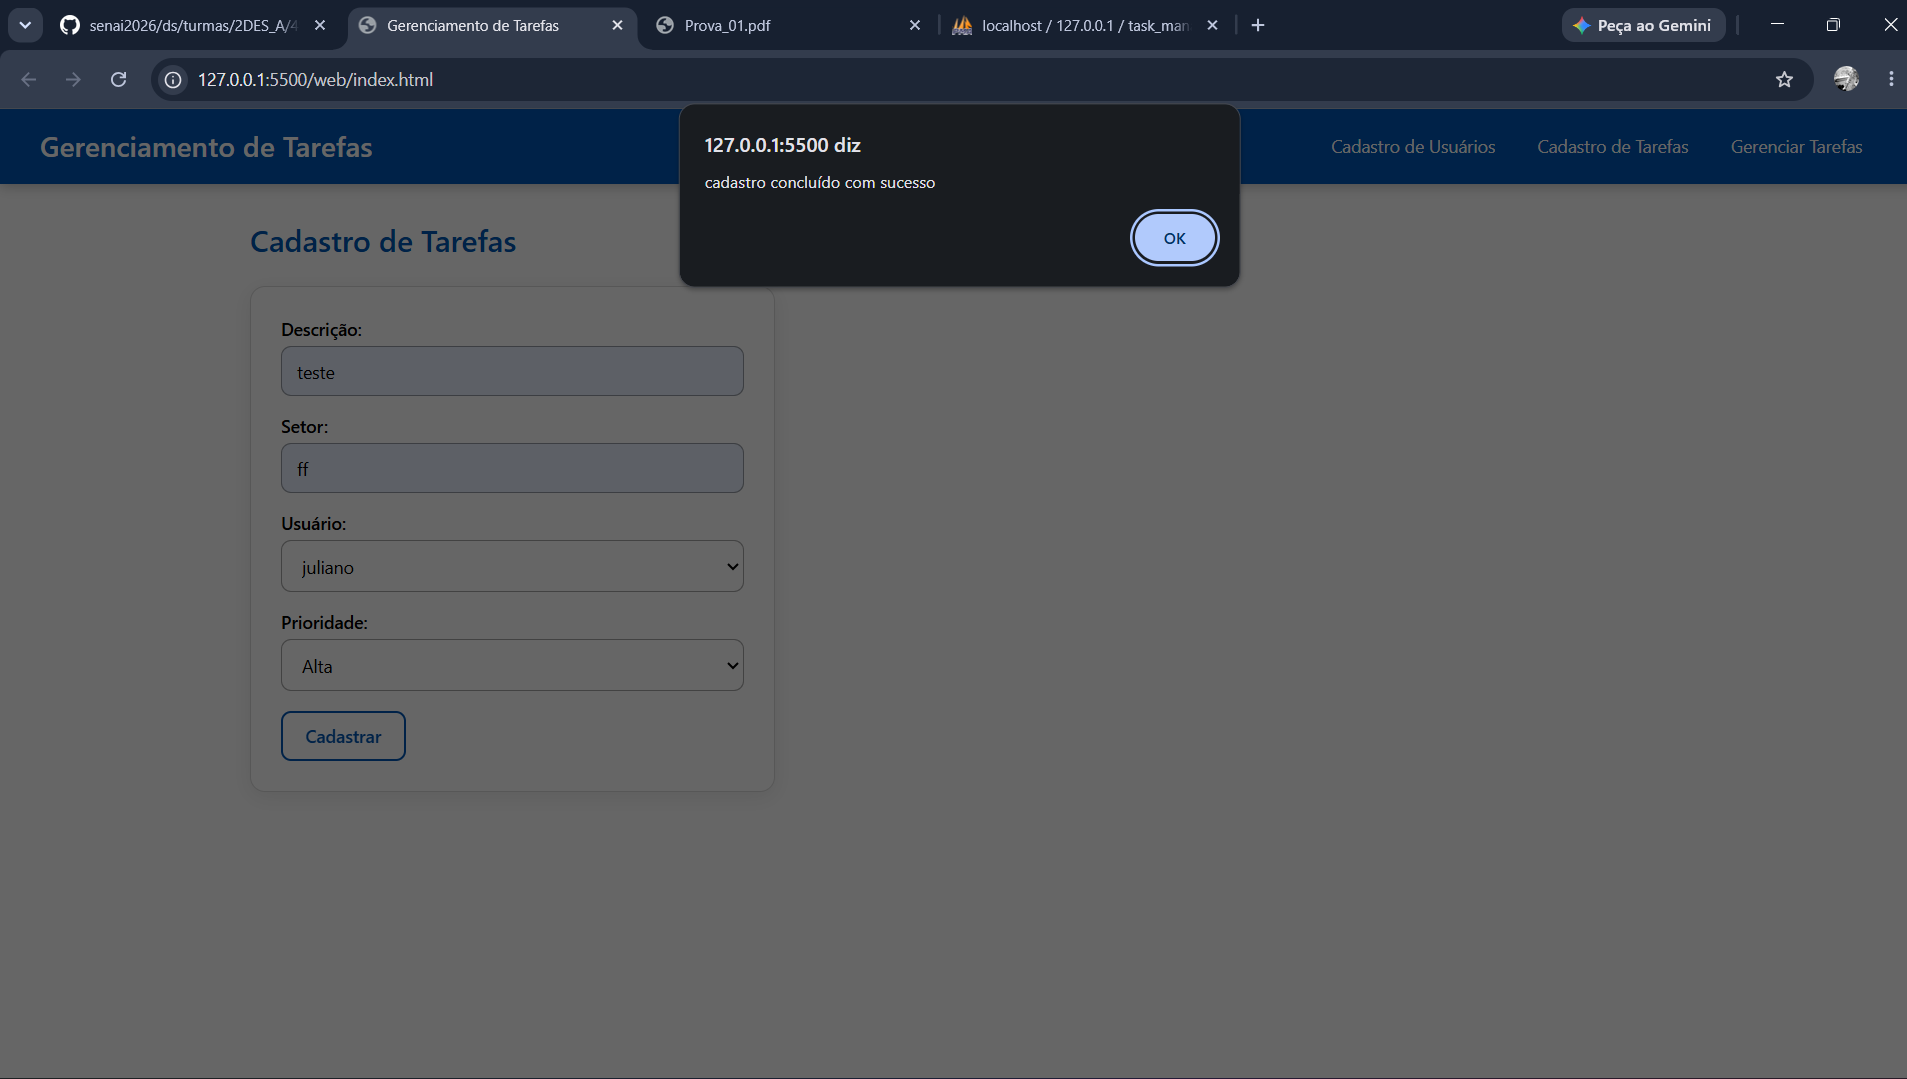 senai2026/ds/turmas/2DES_A/4
Gerenciamento de Tarefas
Prova_01.pdf
localhost / 127.0.0.1 / task_man
Peça ao Gemini
127.0.0.1:5500/web/index.html
Gerenciamento de Tarefas
Cadastro de Usuários
Cadastro de Tarefas
Gerenciar Tarefas
127.0.0.1:5500 diz
cadastro concluído com sucesso
OK
Cadastro de Tarefas
Descrição:
teste
Setor:
ff
Usuário:
juliano
Prioridade:
Alta
Cadastrar